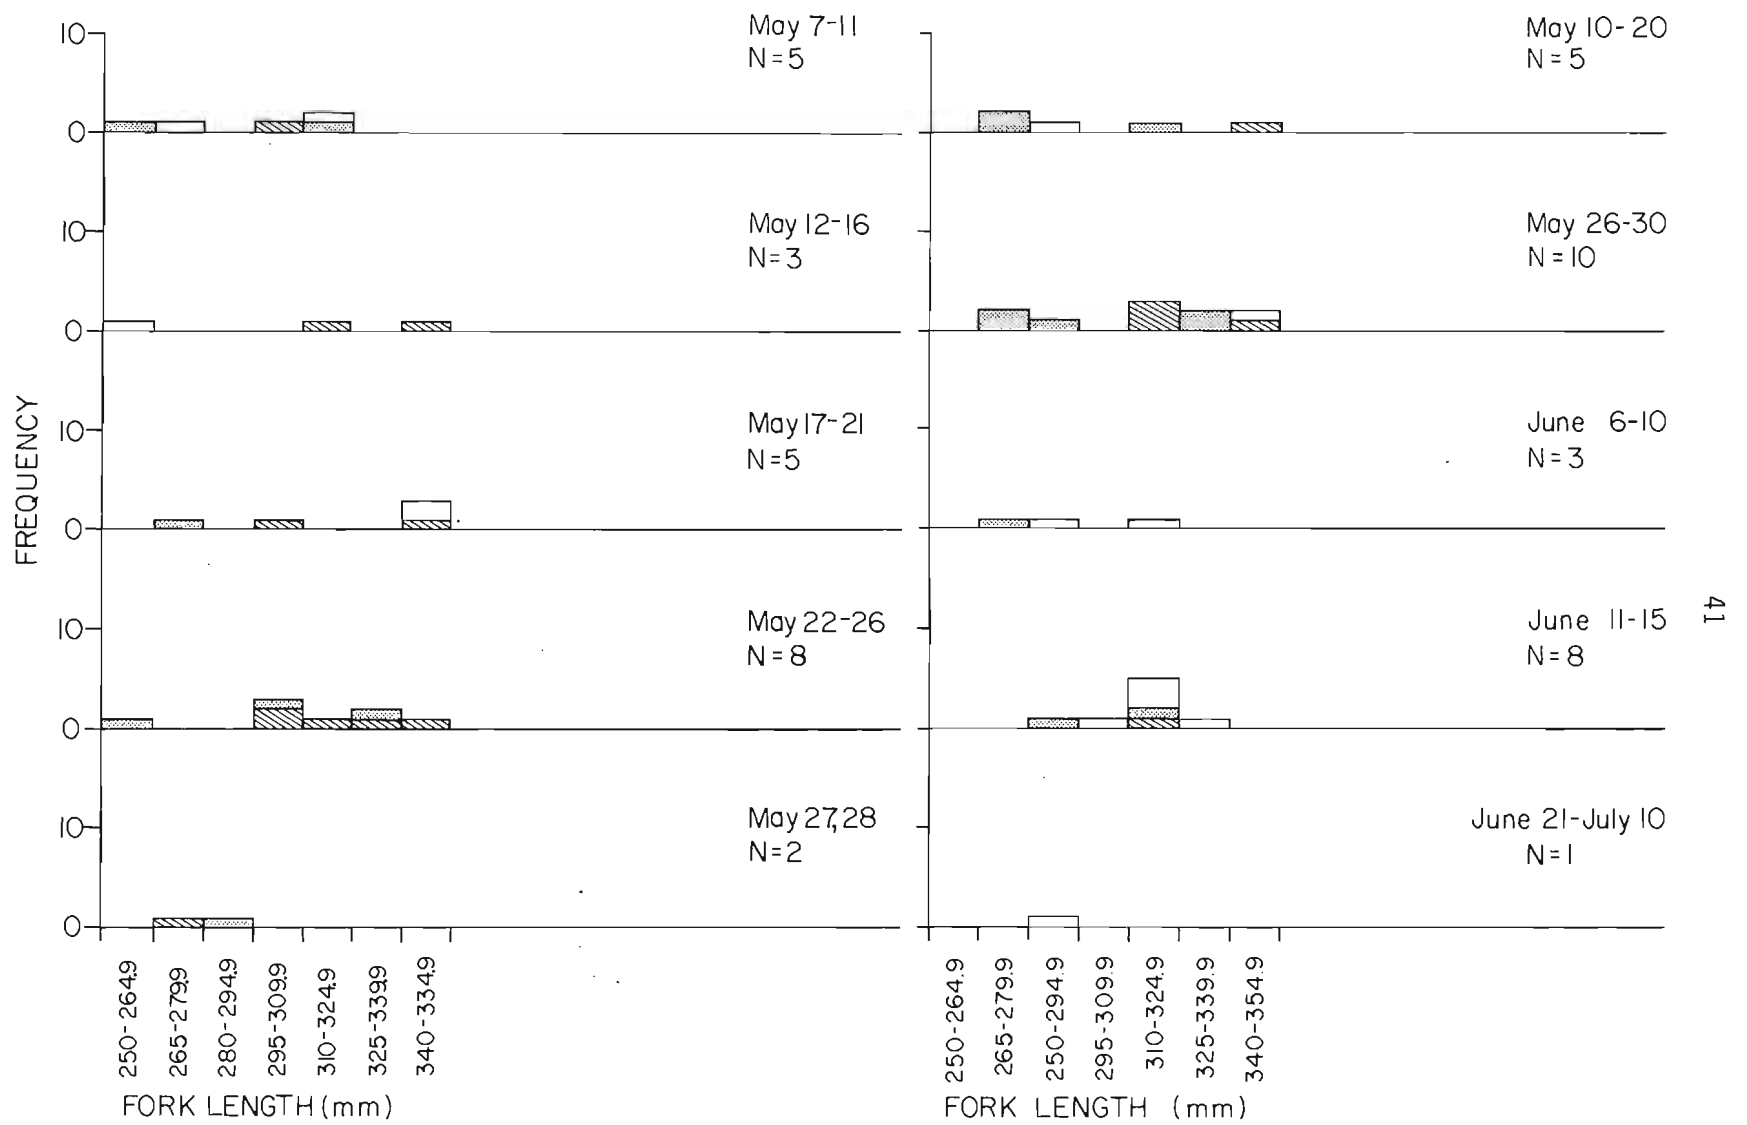 FREQUENCY
10
0
May 7-11
N=5
10
0
May 12-16
N=3
10
0
May 17-21
N=5
10
0
May 22-26
N=8
10
0
May 27,28
N=2
250-264.9
265-279.9
280-294.9
295-309.9
310-324.9
325-339.9
340-334.9
FORK LENGTH (mm)
May 10-20
N=5
May 26-30
N=10
June 6-10
N=3
June 11-15
N=8
June 21-July 10
N=1
250-264.9
265-279.9
250-294.9
295-309.9
310-324.9
325-339.9
340-354.9
FORK LENGTH (mm)
41